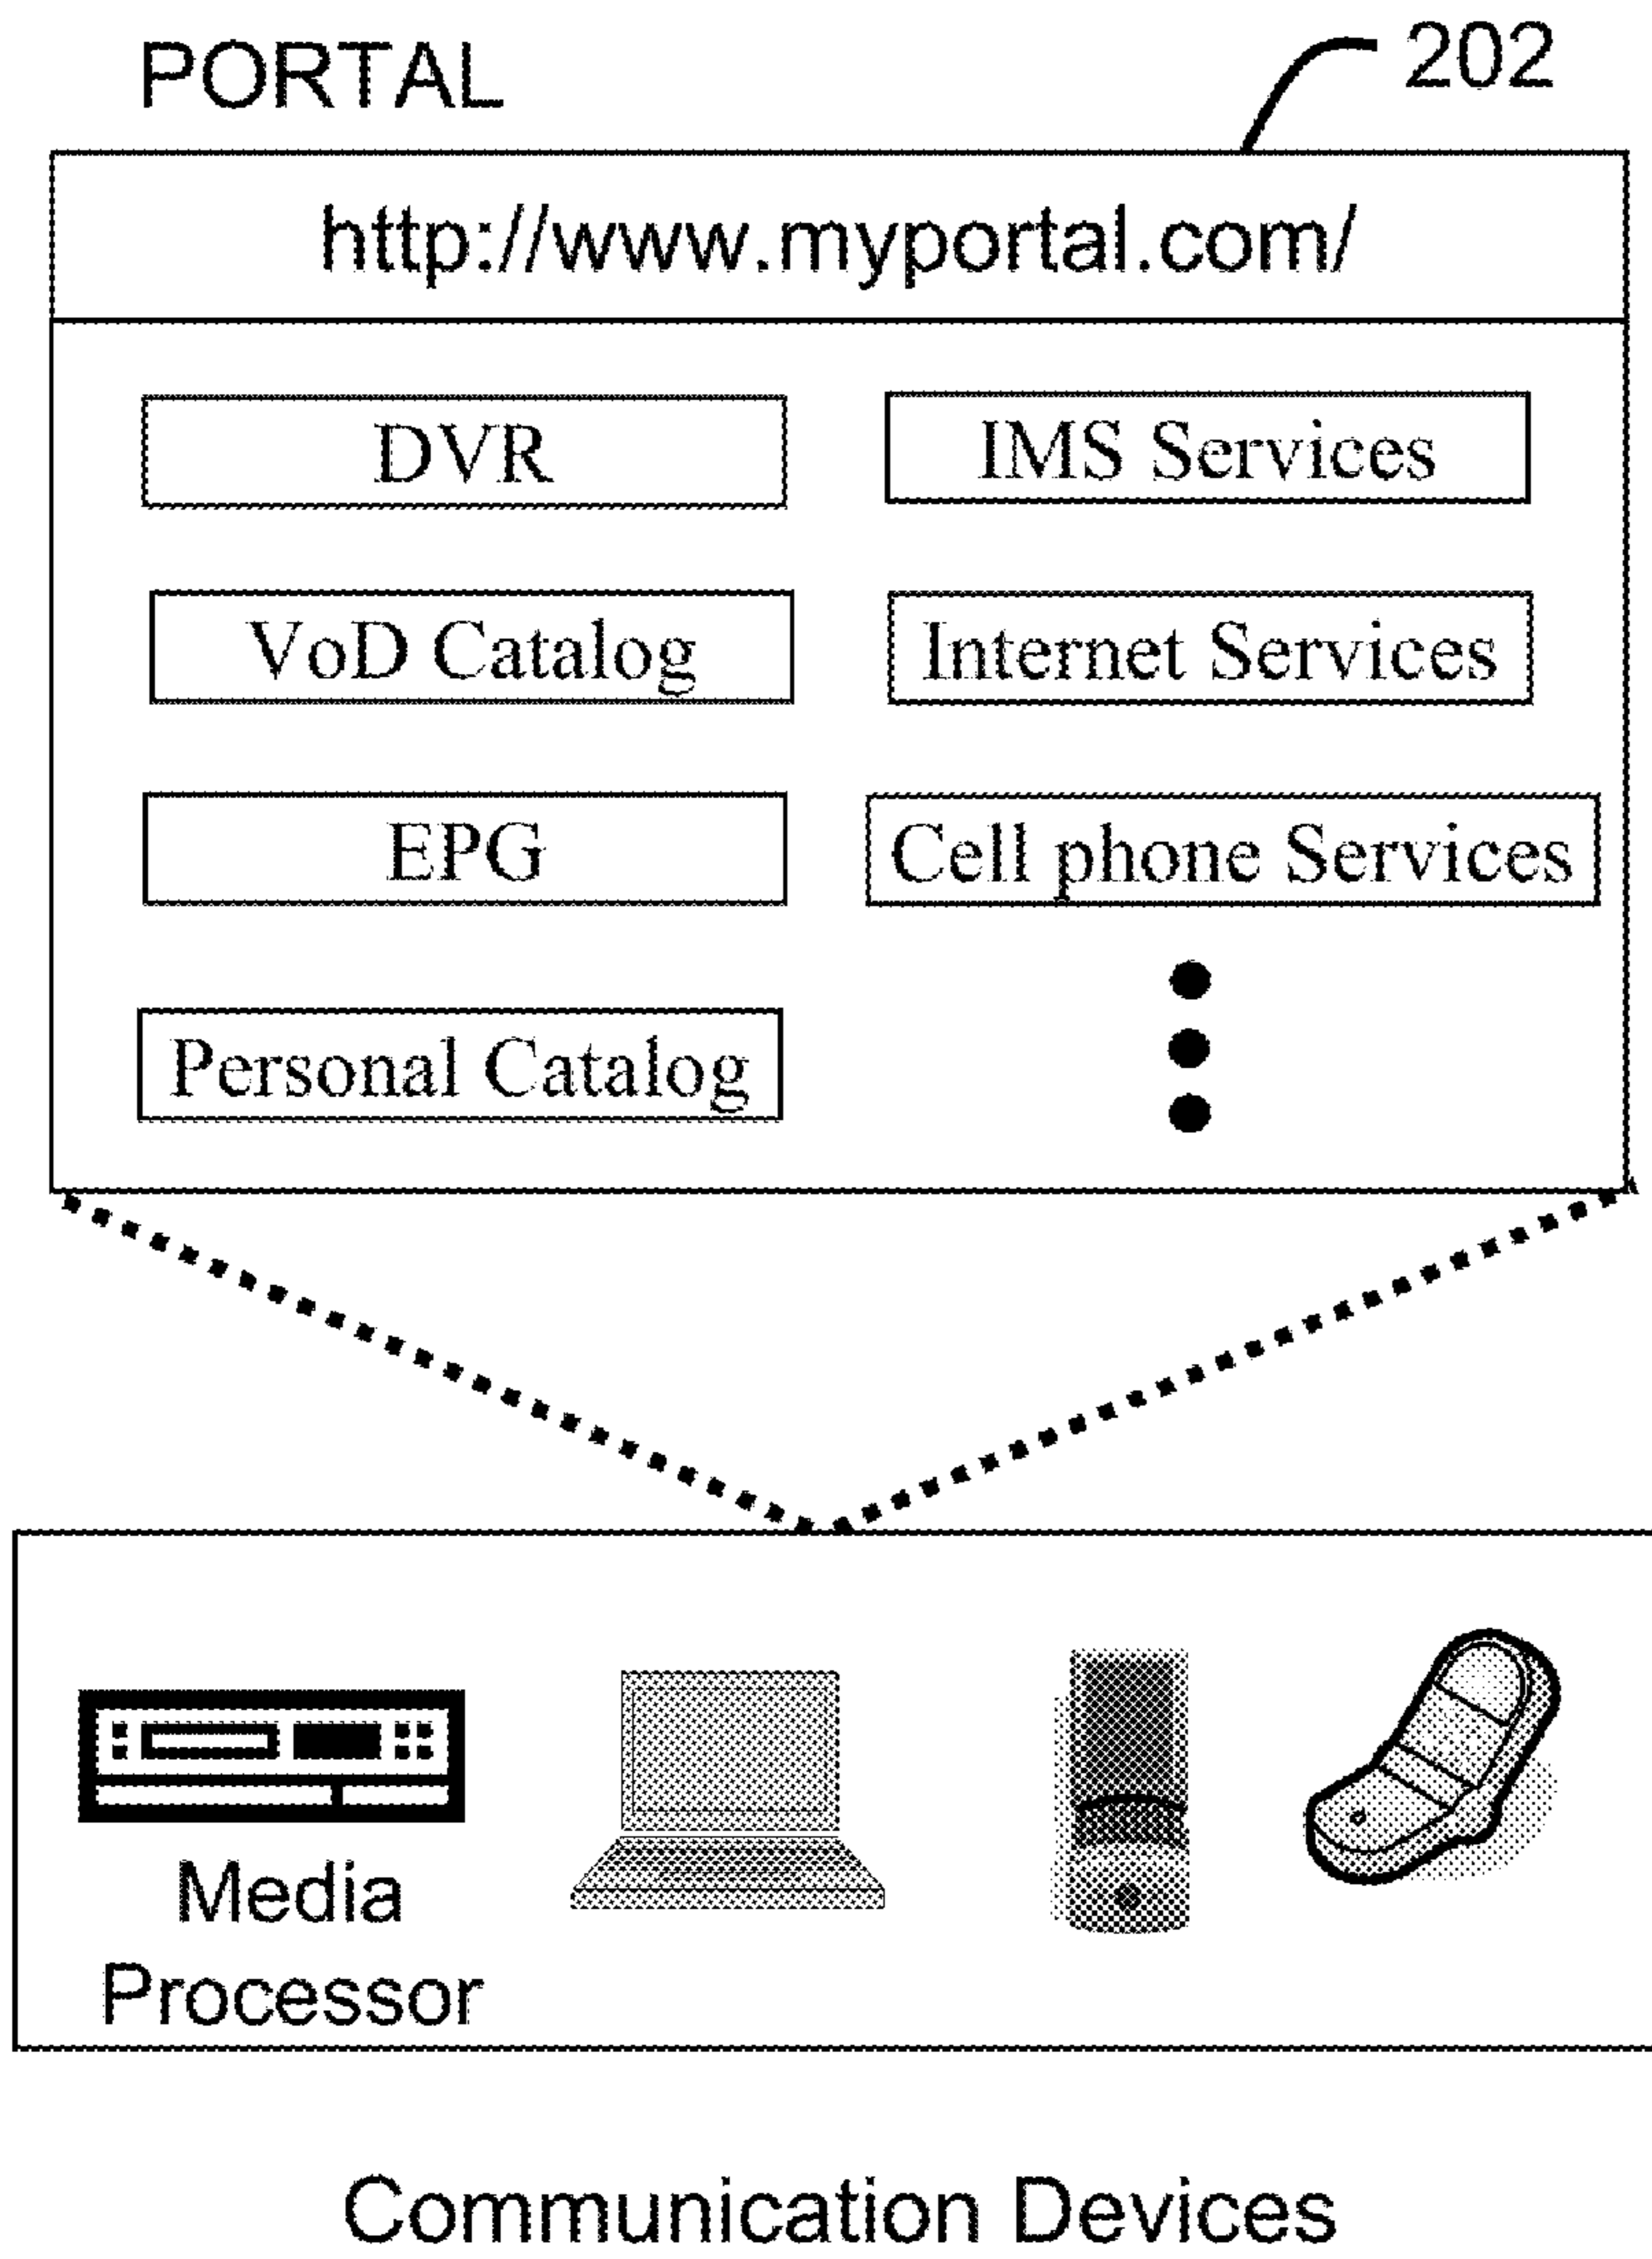 PORTAL
202
http://www.myportal.com/
DVR
IMS Services
VoD Catalog
Internet Services
EPG
Cell phone Services
Personal Catalog
Media
Processor
Communication Devices